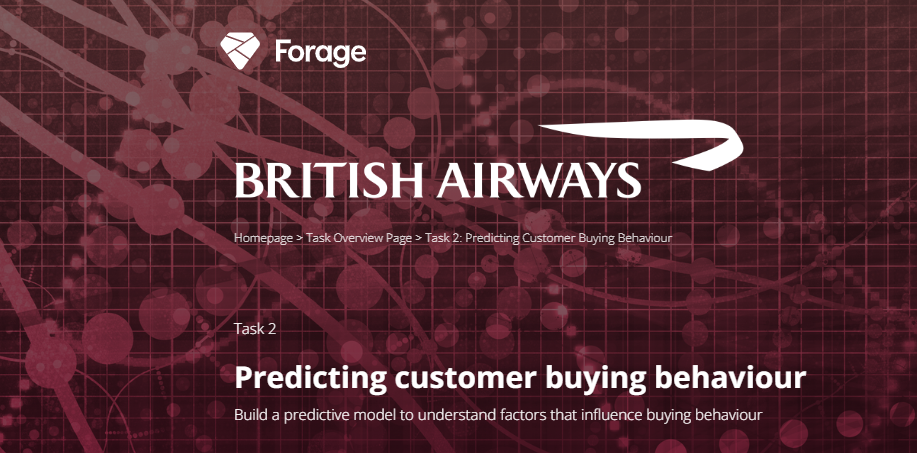 Forage
BRITISH AIRWAYS
Homepage > Task Overview Page > Task 2: Predicting Customer Buying Behaviour
Task 2
Predicting customer buying behaviour
Build a predictive model to understand factors that influence buying behaviour